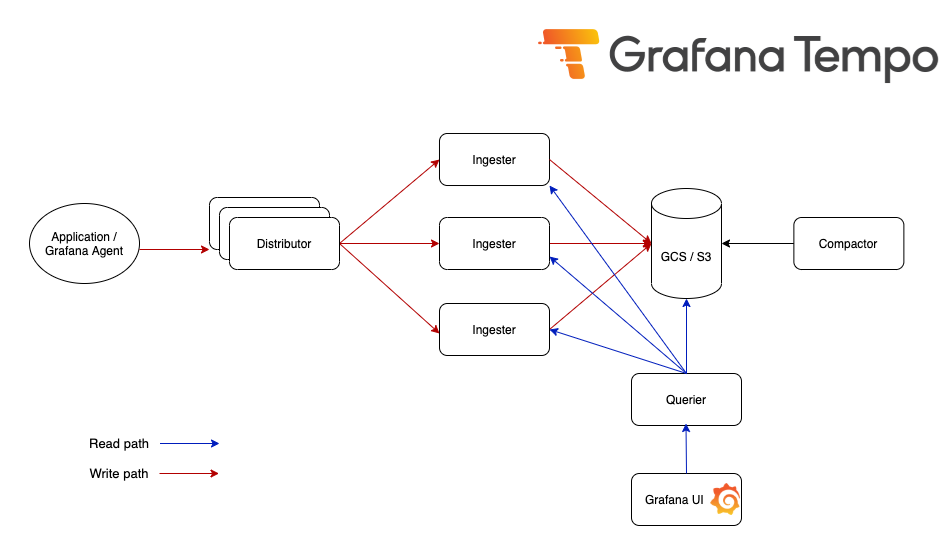 Grafana Tempo
Ingester
Application /
Grafana Agent
Distributor
Ingester
GCS / S3
Compactor
Ingester
Querier
Read path
Write path
Grafana UI